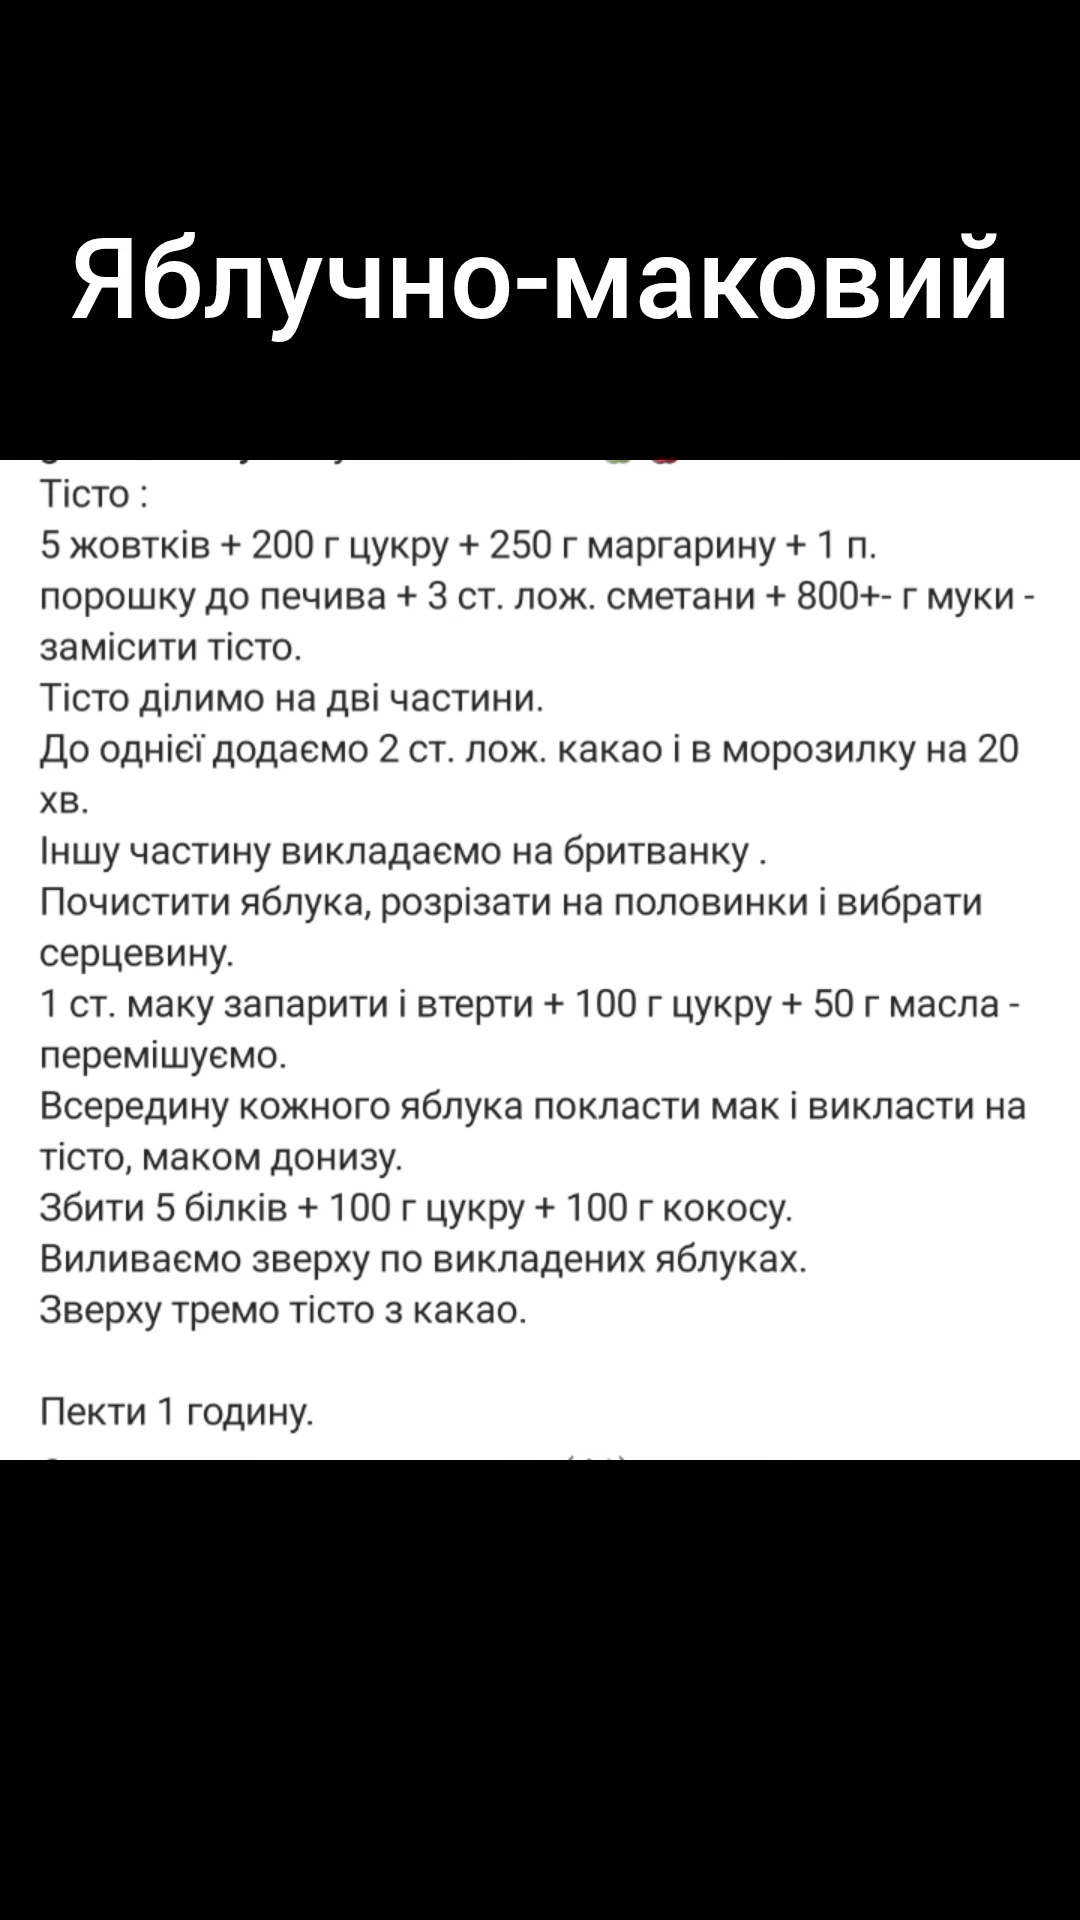 Яблучно-маковий
Тісто :
5 жовтків + 200 г цукру + 250 г маргарину + 1 п.
порошку до печива + 3 ст. лож. сметани + 800+- г муки -
замісити тісто.
Тісто ділимо на дві частини.
До однієї додаємо 2 ст. лож. какао і в морозилку на 20
хв.
Іншу частину викладаємо на бритванку .
Почистити яблука, розрізати на половинки і вибрати
серцевину.
1 ст. маку запарити і втерти + 100 г цукру + 50 г масла -
перемішуємо.
Всередину кожного яблука покласти мак і викласти на
тісто, маком донизу.
Збити 5 білків + 100 г цукру + 100 г кокосу.
Виливаємо зверху по викладених яблуках.
Зверху тремо тісто з какао.
Пекти 1 годину.